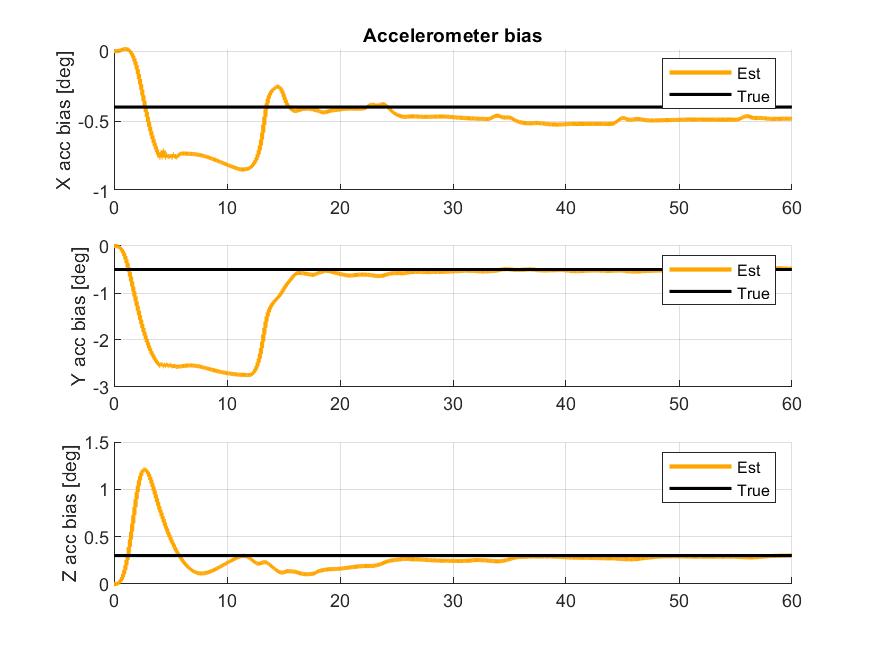 Accelerometer bias
X acc bias [deg]
0
-0.5
-1
Est
True
0 10 20 30 40 50 60
Y acc bias [deg]
0
-1
-2
-3
Est
True
0 10 20 30 40 50 60
Z acc bias [deg]
1.5
1
0.5
0
Est
True
0 10 20 30 40 50 60